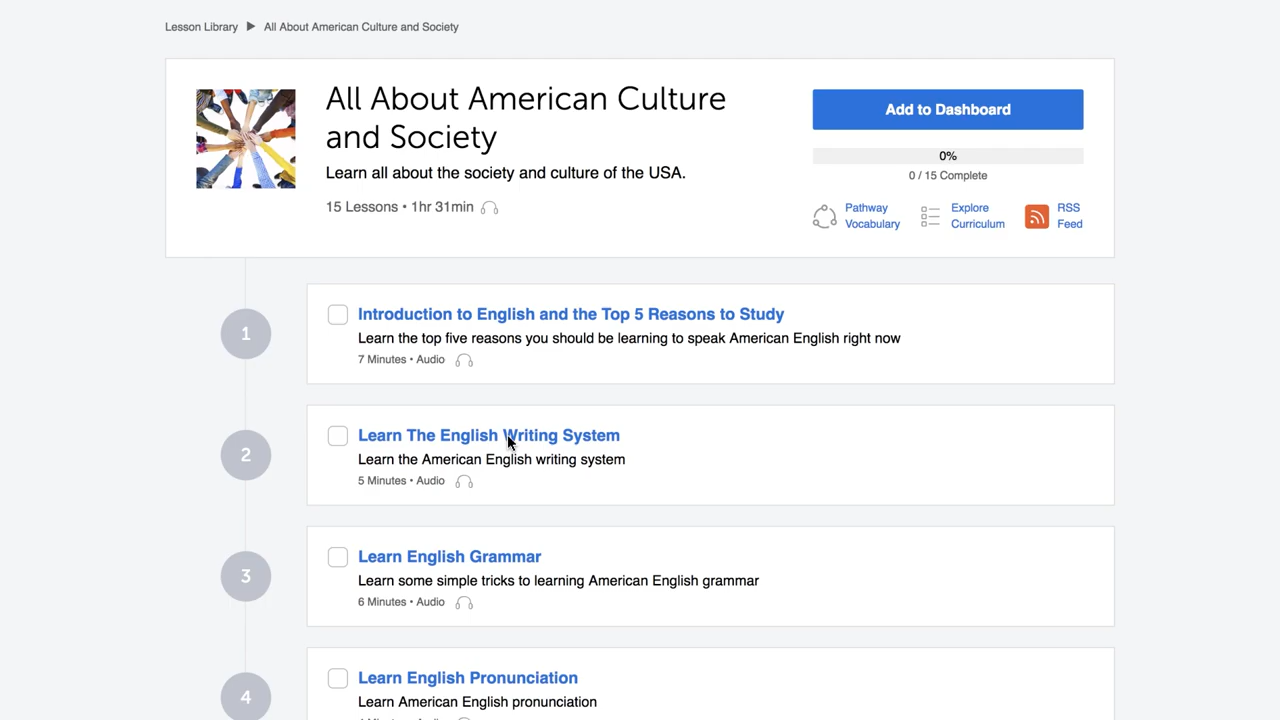 Lesson Library ▶ All About American Culture and Society
All About American Culture
and Society
Learn all about the society and culture of the USA.
15 Lessons • 1hr 31min
Add to Dashboard
0%
0 / 15 Complete
Pathway
Vocabulary
Explore
Curriculum
RSS
Feed
1
Introduction to English and the Top 5 Reasons to Study
Learn the top five reasons you should be learning to speak American English right now
7 Minutes • Audio
2
Learn The English Writing System
Learn the American English writing system
5 Minutes • Audio
3
Learn English Grammar
Learn some simple tricks to learning American English grammar
6 Minutes • Audio
4
Learn English Pronunciation
Learn American English pronunciation